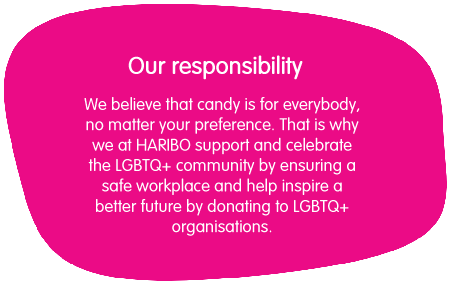 Our responsibility
We believe that candy is for everybody,
no matter your preference. That is why
we at HARIBO support and celebrate
the LGBTQ+ community by ensuring a
safe workplace and help inspire a
better future by donating to LGBTQ+
organisations.